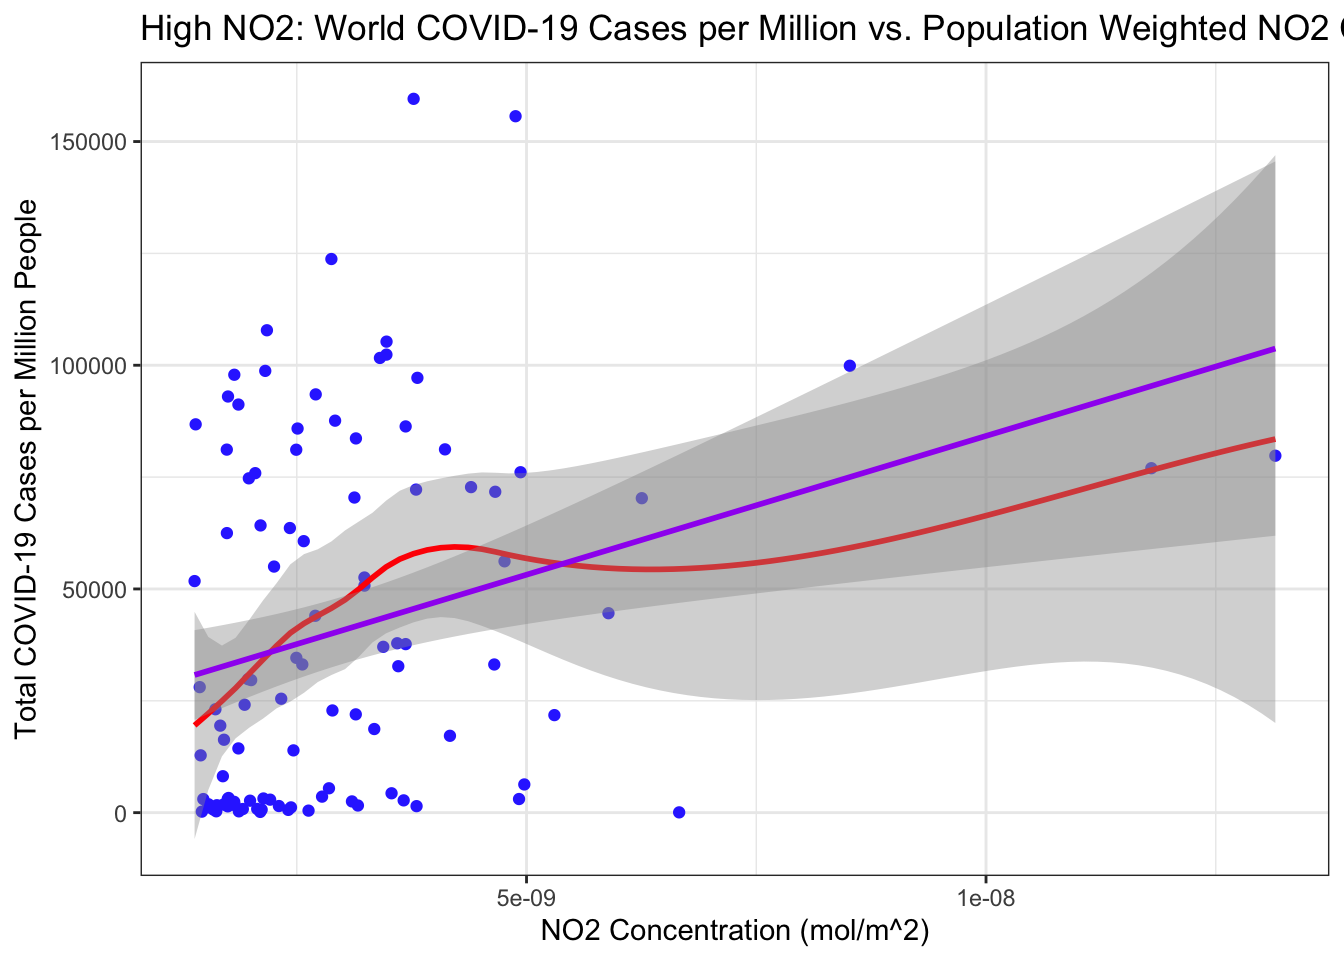 High NO2: World COVID-19 Cases per Million vs. Population Weighted NO2
150000
100000
50000
0
Total COVID-19 Cases per Million People
5e-09
1e-08
NO2 Concentration (mol/m^2)